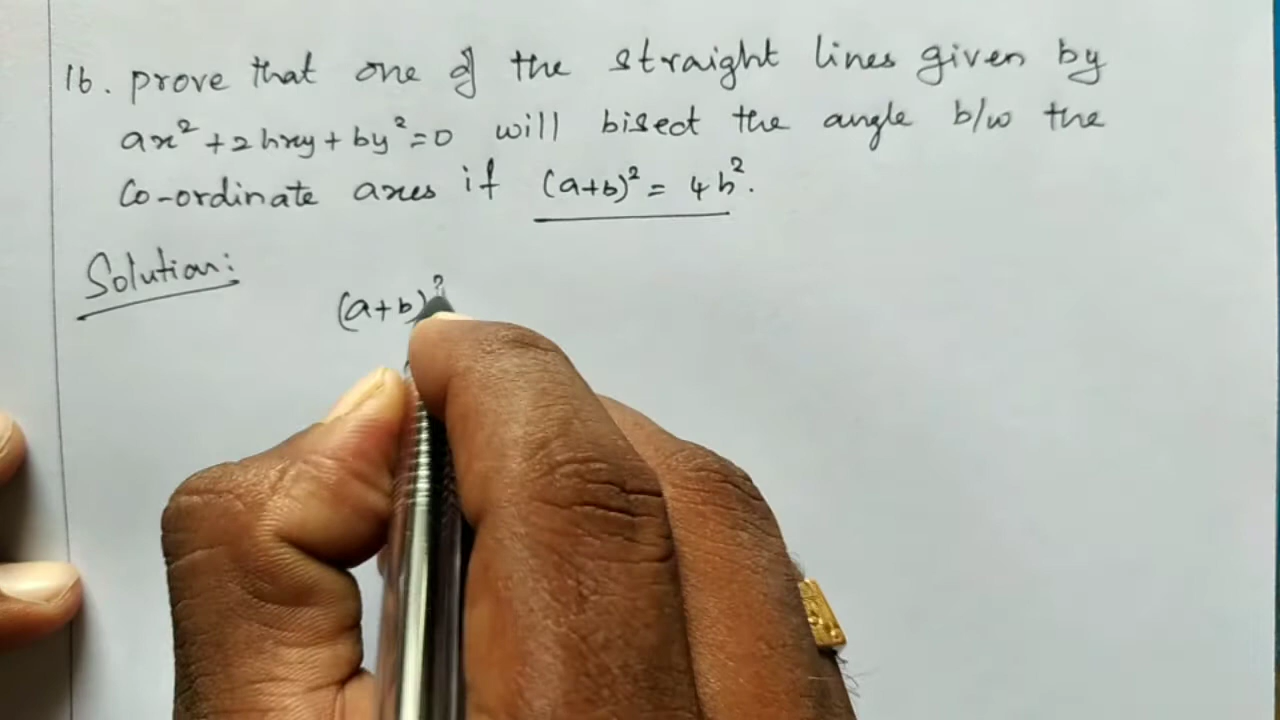 16. prove that one of the straight lines given by
ax² + 2hxy + by² = 0 will bisect the angle b/w the
Co-ordinate axes if (a+b)² = 4h².
Solution:
(a+b)²